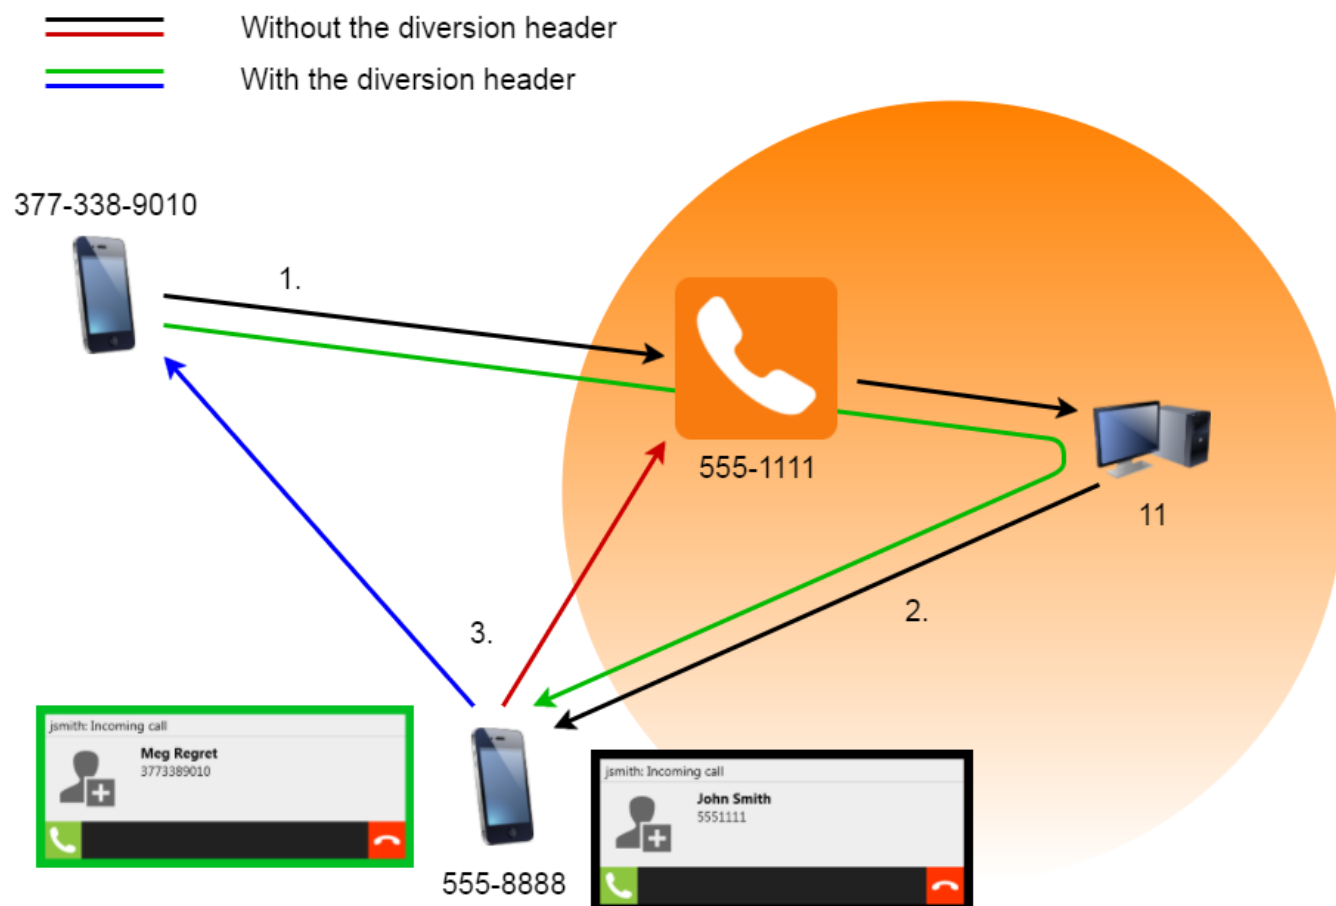 Without the diversion header
With the diversion header
377-338-9010
1.
555-1111
11
2.
3.
jsmith: Incoming call
Meg Regret
3773389010
jsmith: Incoming call
John Smith
5551111
555-8888